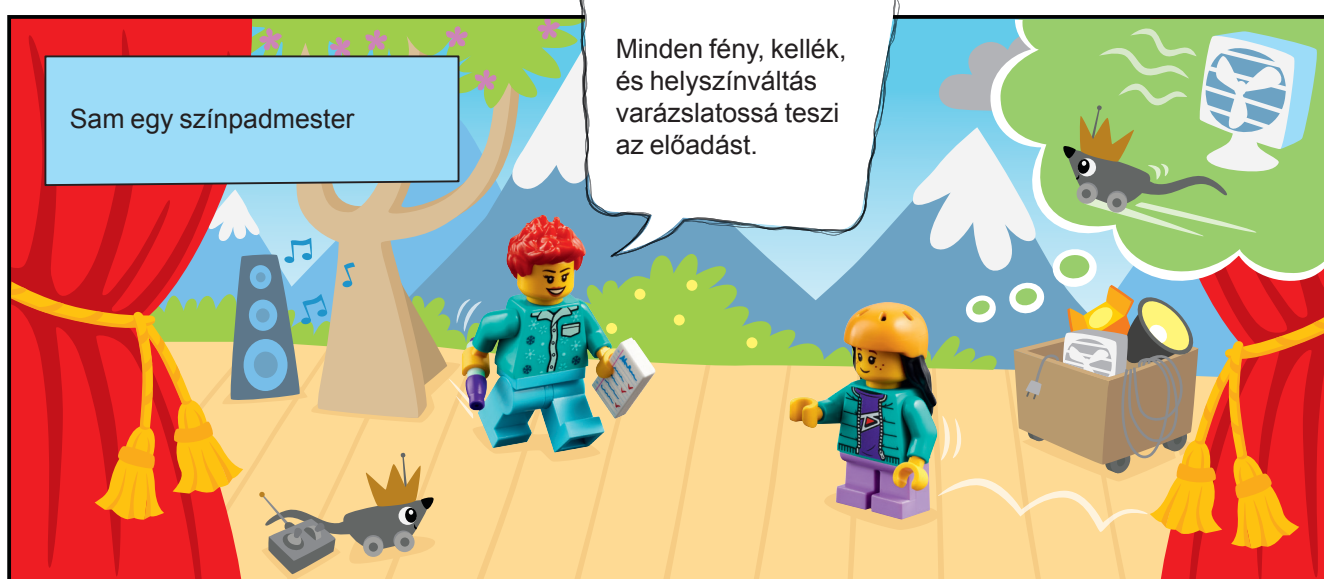 Sam egy színpadmester
Minden fény, kellék,
és helyszínváltás
varázslatossá teszi
az előadást.